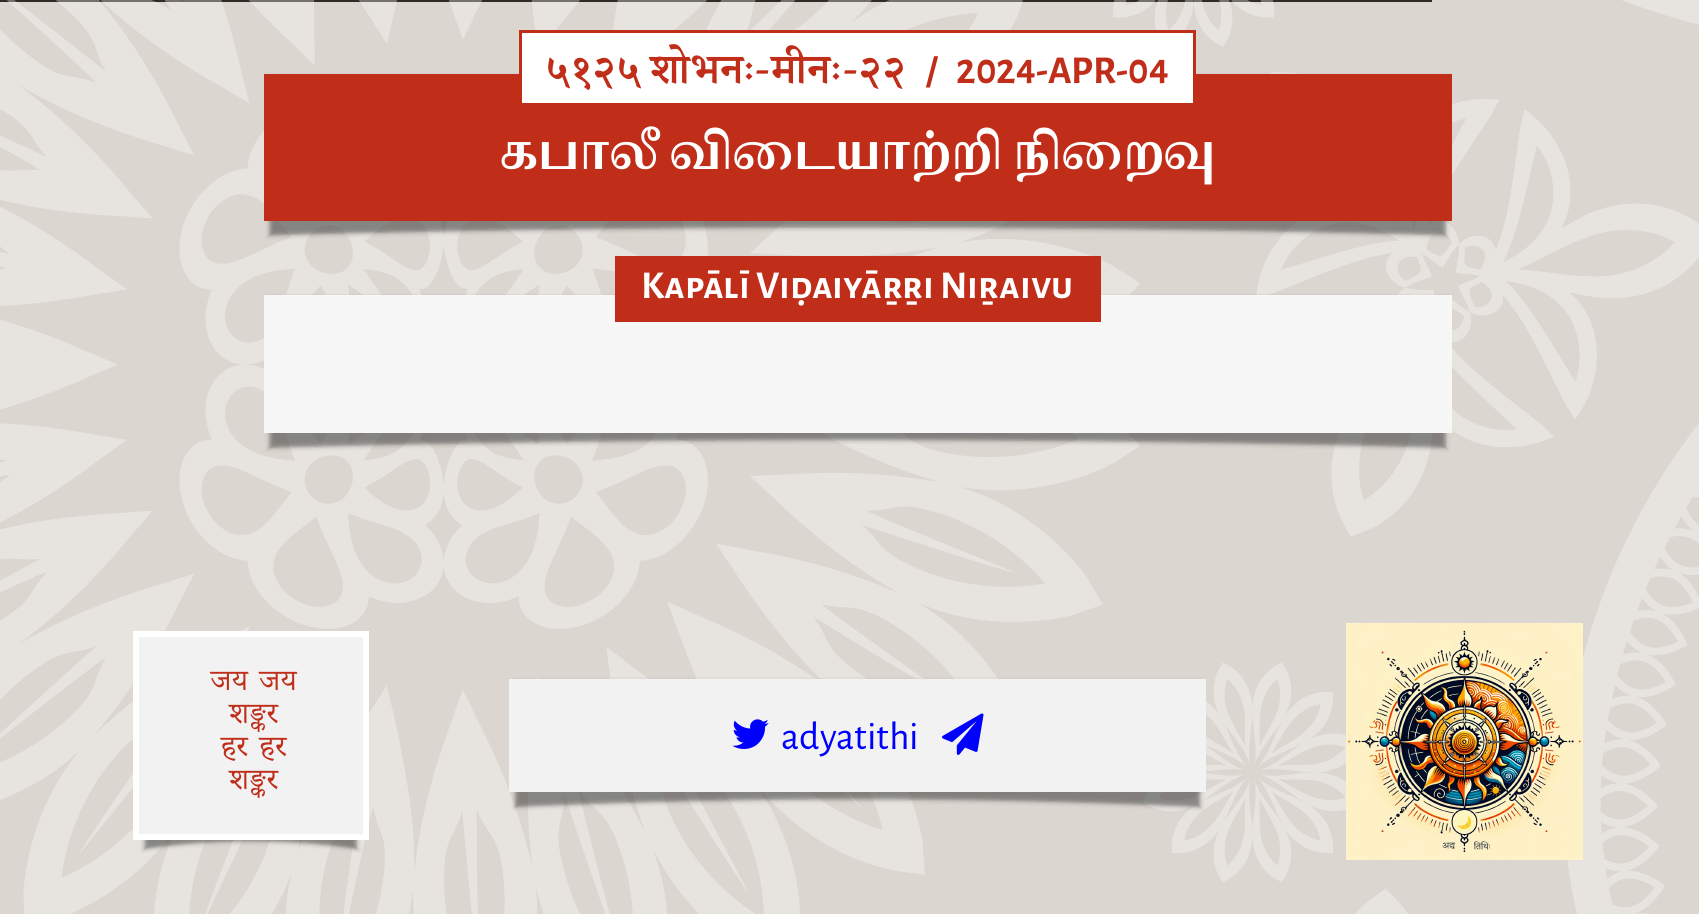 ५१२५ शोभनः-मीनः-२२ / 2024-APR-04
கபாலீ விடையாற்றி நிறைவு
Kapālī Viḍaiyāṟṟi Niṟaivu
जय जय
शङ्कर
हर हर
शङ्कर
adyatithi
अद्य तिथिः